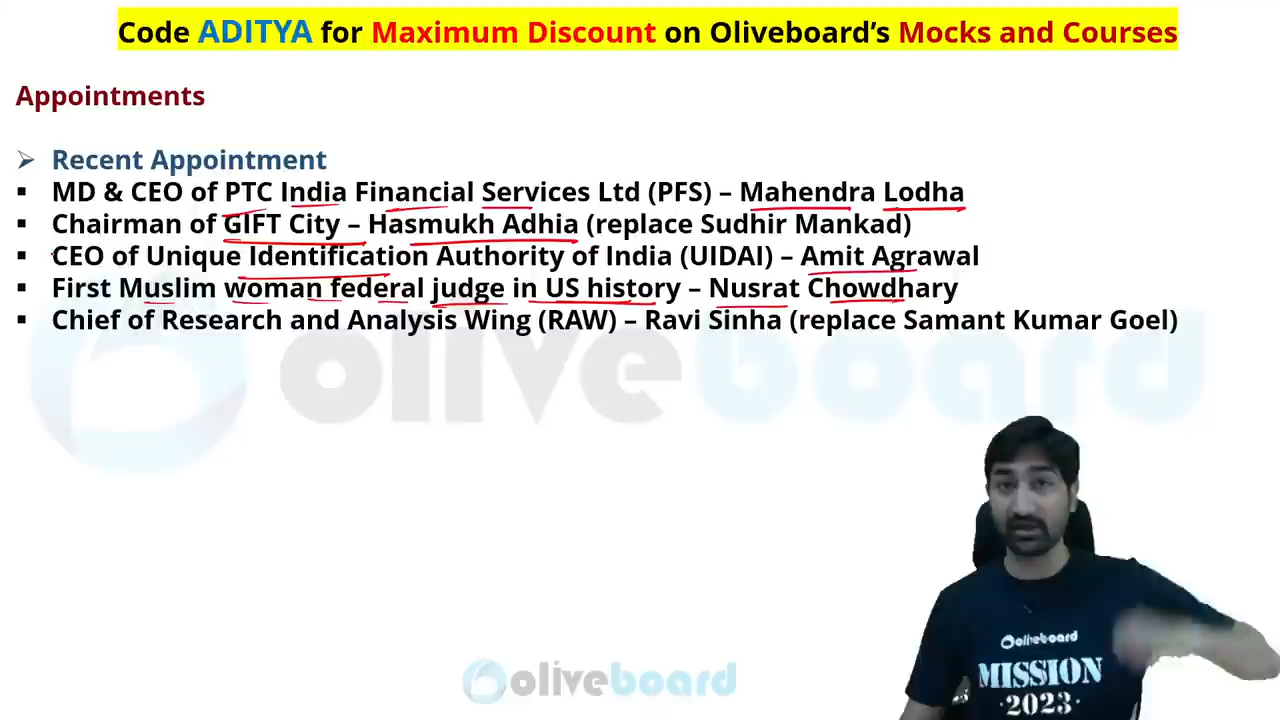 Code ADITYA for Maximum Discount on Oliveboard’s Mocks and Courses
Appointments
➢ Recent Appointment
▪ MD & CEO of PTC India Financial Services Ltd (PFS) – Mahendra Lodha
▪ Chairman of GIFT City – Hasmukh Adhia (replace Sudhir Mankad)
▪ CEO of Unique Identification Authority of India (UIDAI) – Amit Agrawal
▪ First Muslim woman federal judge in US history – Nusrat Chowdhary
▪ Chief of Research and Analysis Wing (RAW) – Ravi Sinha (replace Samant Kumar Goel)
oliveboard
oliveboard
MISSION
·2023·
oliveboard